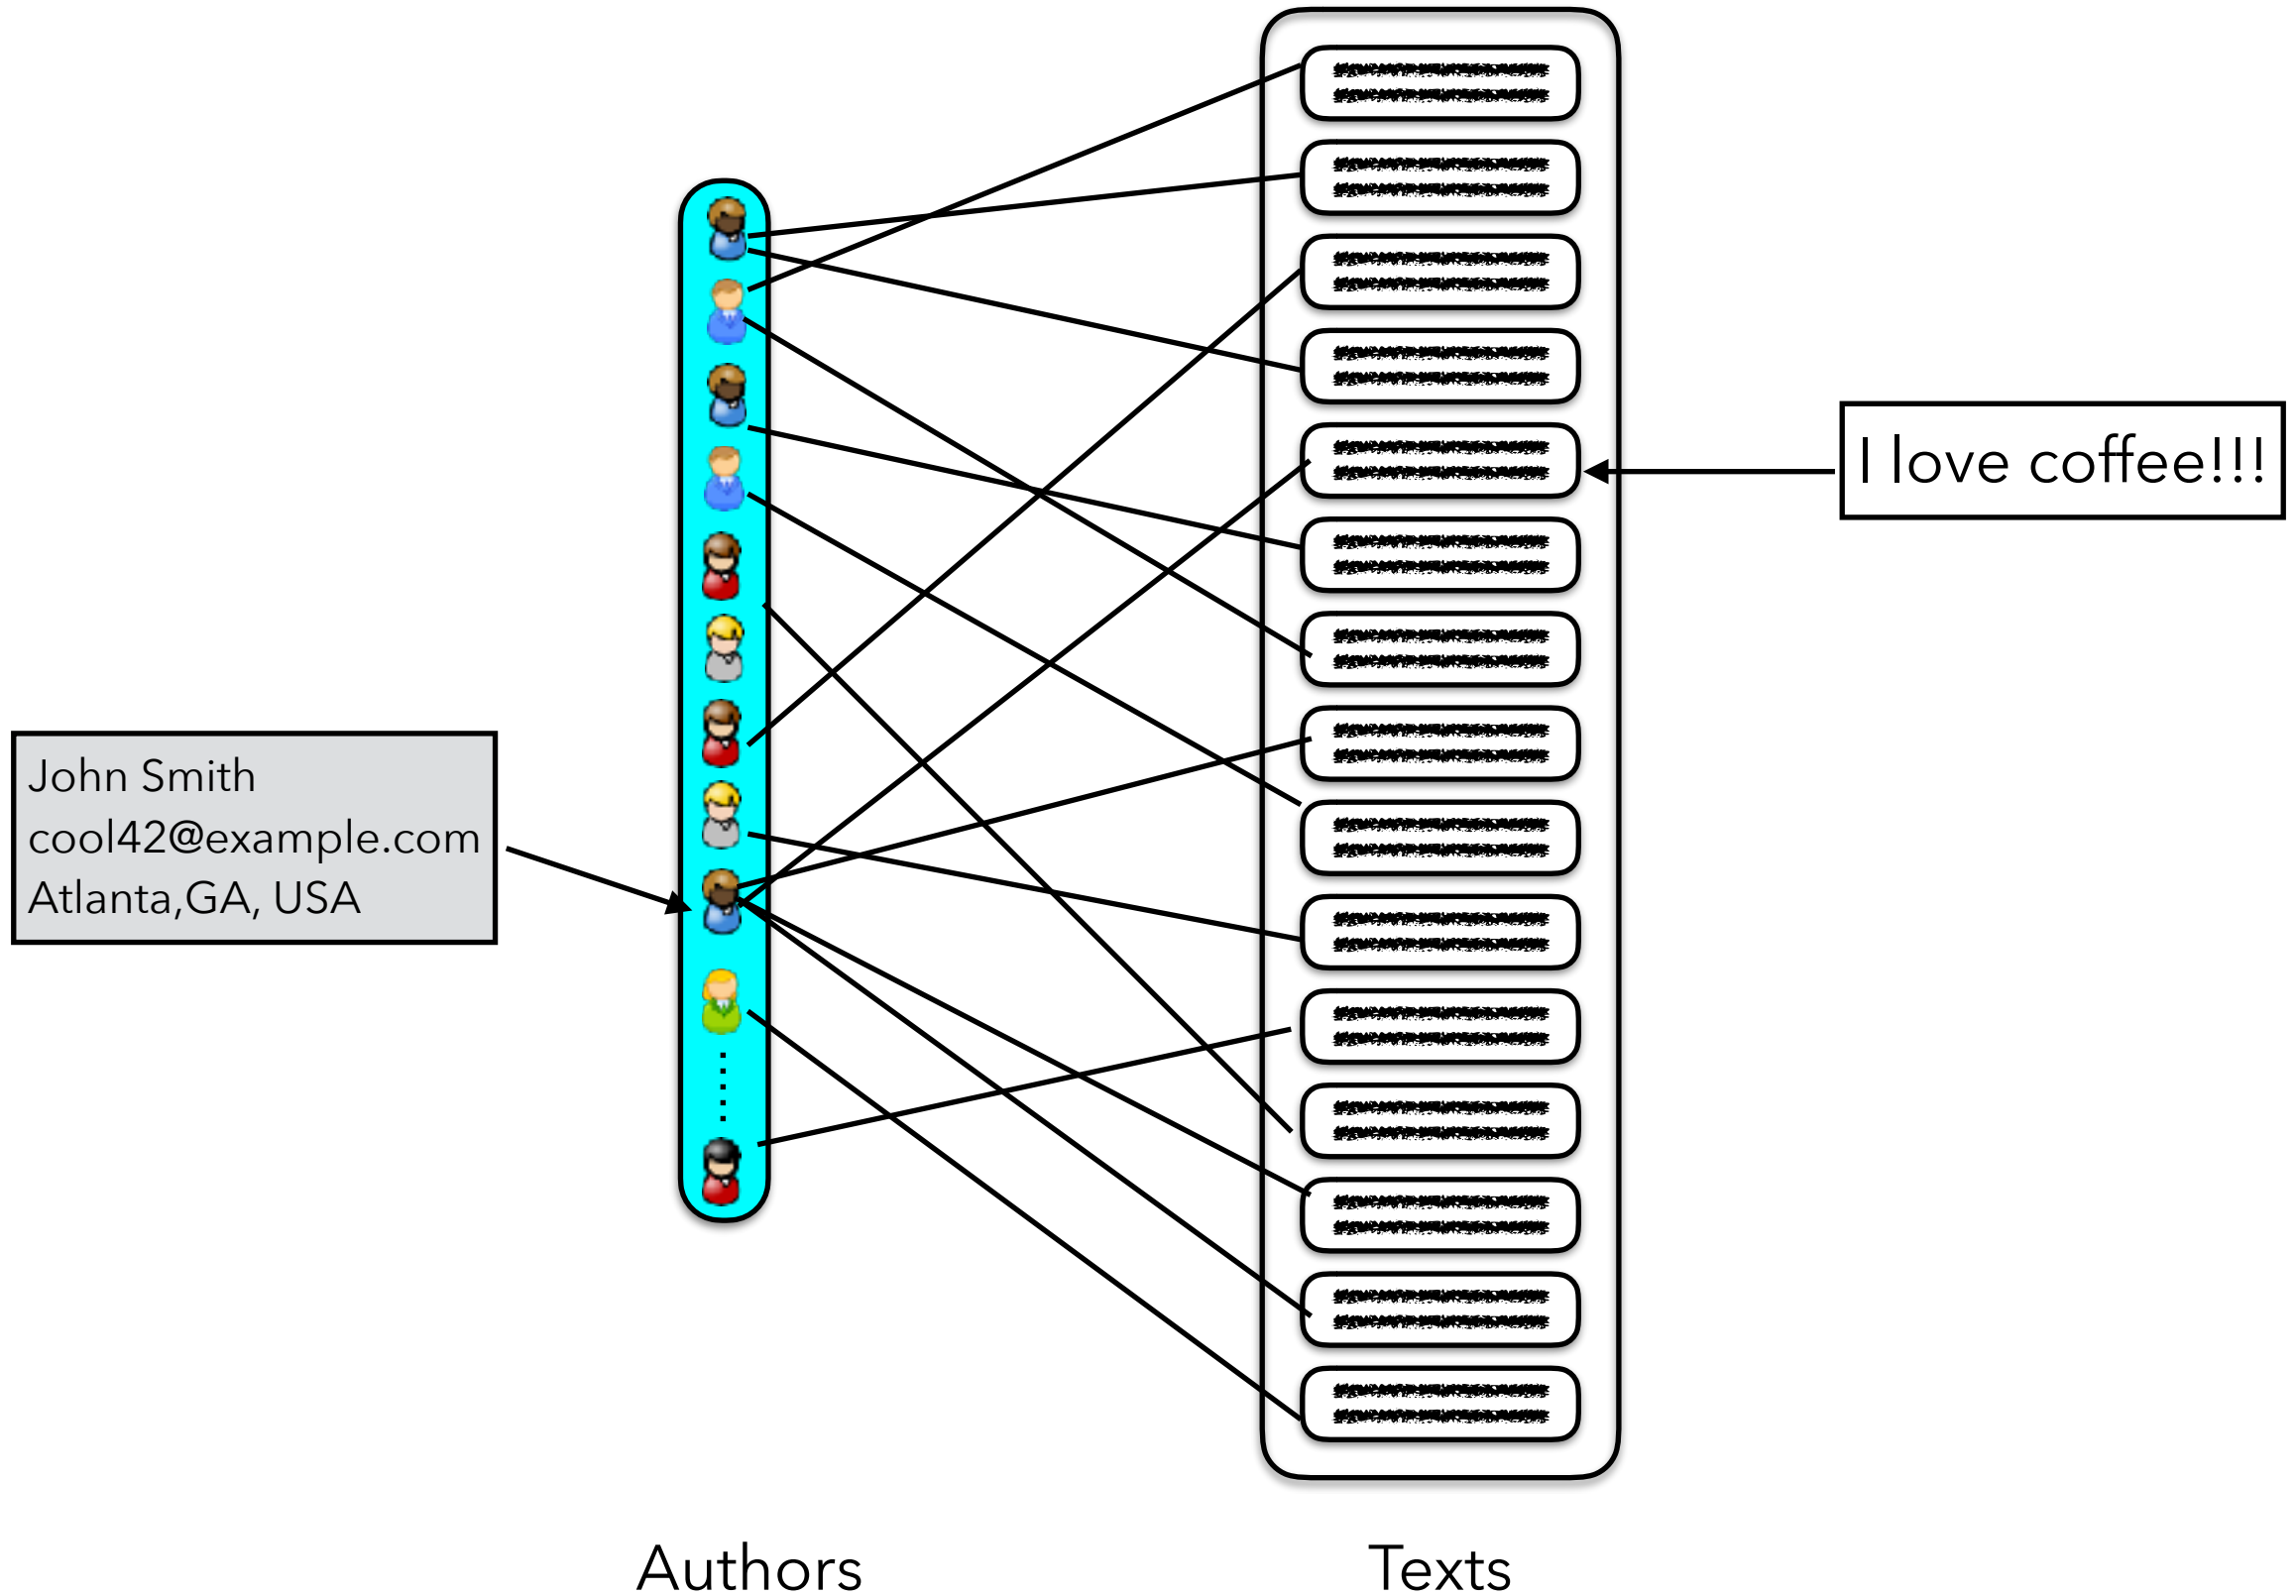 I love coffee!!!
John Smith
cool42@example.com
Atlanta,GA, USA
Authors
Texts